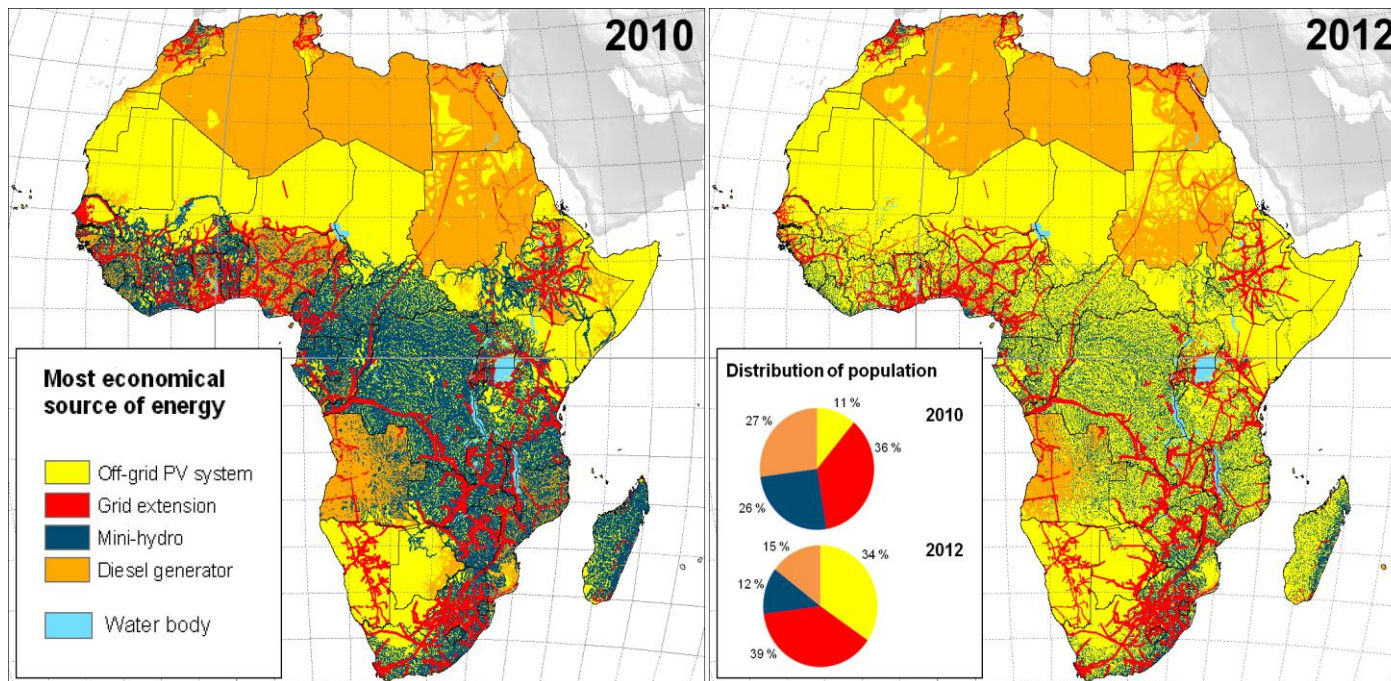 2010
Most economical
source of energy
Off-grid PV system
Grid extension
Mini-hydro
Diesel generator
Water body
2012
Distribution of population
2010
27 %
11 %
36 %
26 %
2012
15 %
34 %
12 %
39 %